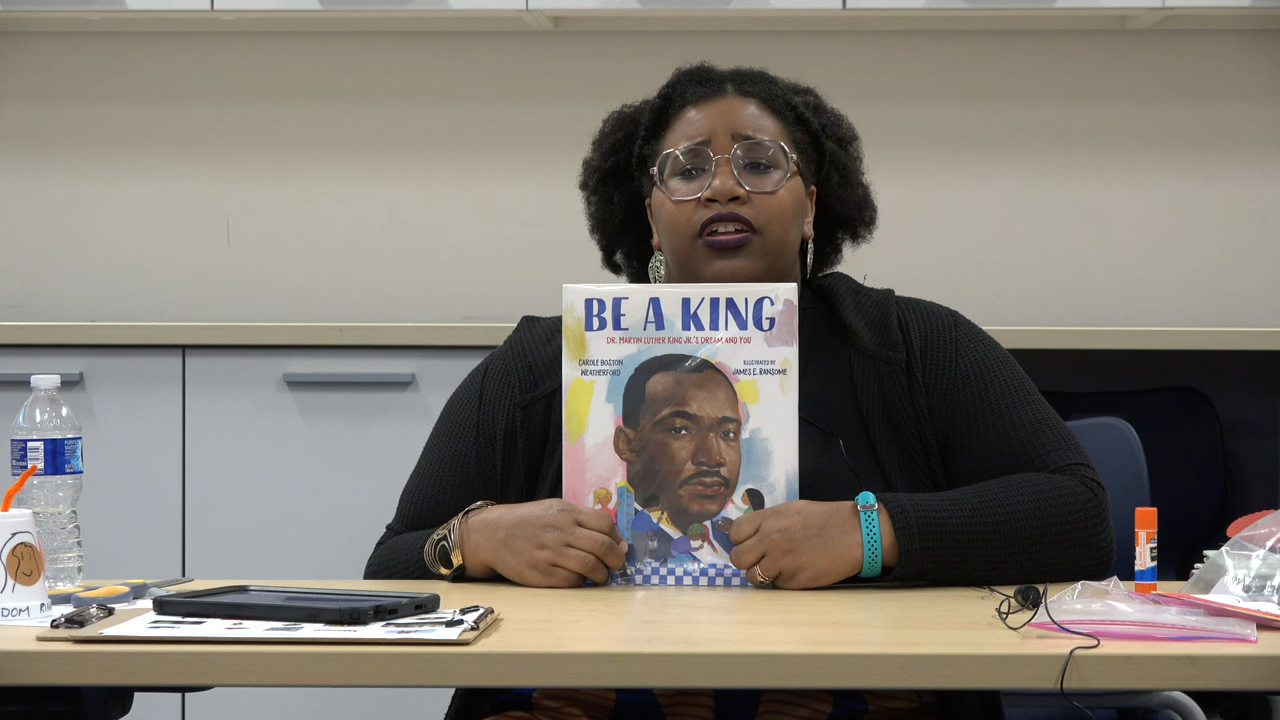 BE A KING
DR. MARTIN LUTHER KING JR.'S DREAM AND YOU
CAROLE BOSTON
WEATHERFORD
ILLUSTRATED BY
JAMES E. RANSOME